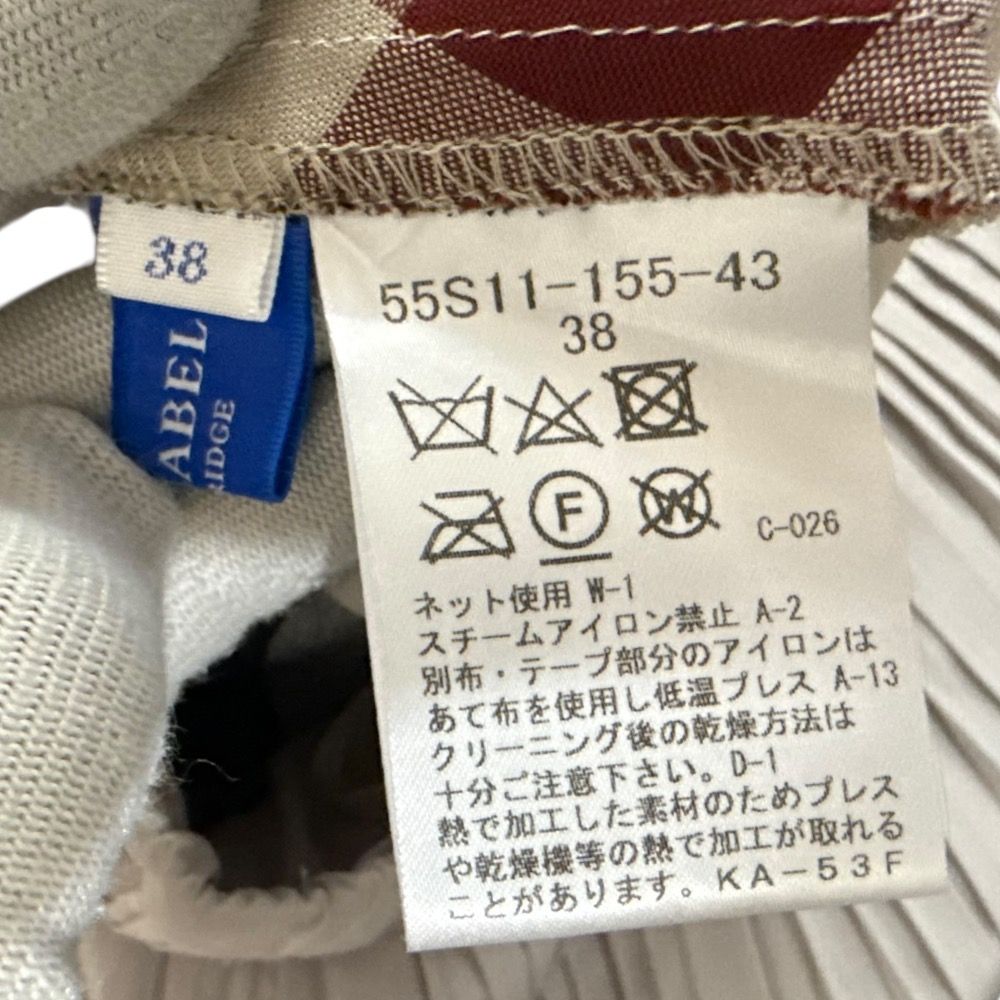 38
ABEL
RIDGE
55S11-155-43
38
F
W
C-026
ネット使用 W-1
スチームアイロン禁止 A-2
別布・テープ部分のアイロンは
あて布を使用し低温プレス A-13
クリーニング後の乾燥方法は
十分ご注意下さい。D-1
熱で加工した素材のためプレス
や乾燥機等の熱で加工が取れる
ことがあります。KA-53F